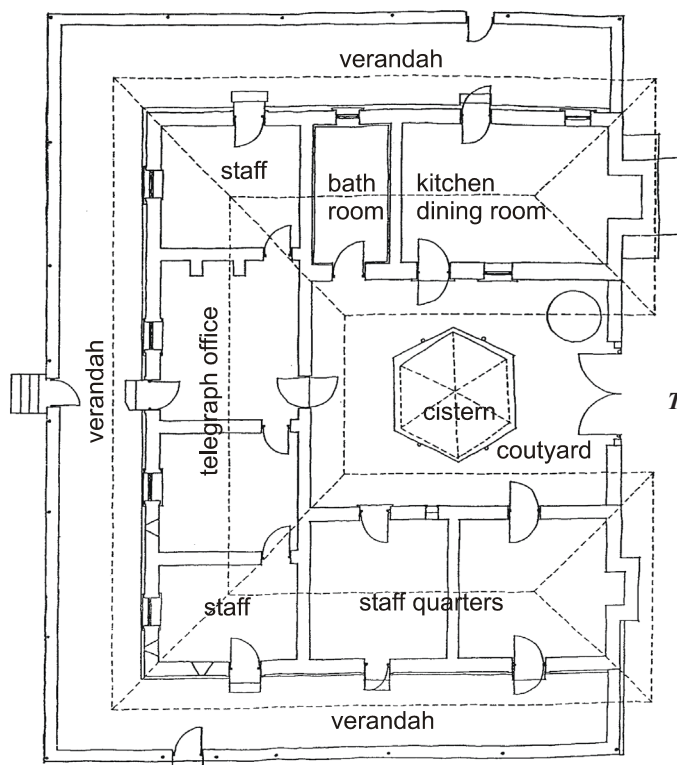 verandah
staff
bath
room
kitchen
dining room
verandah
telegraph office
cistern
coutyard
T
staff
staff quarters
verandah